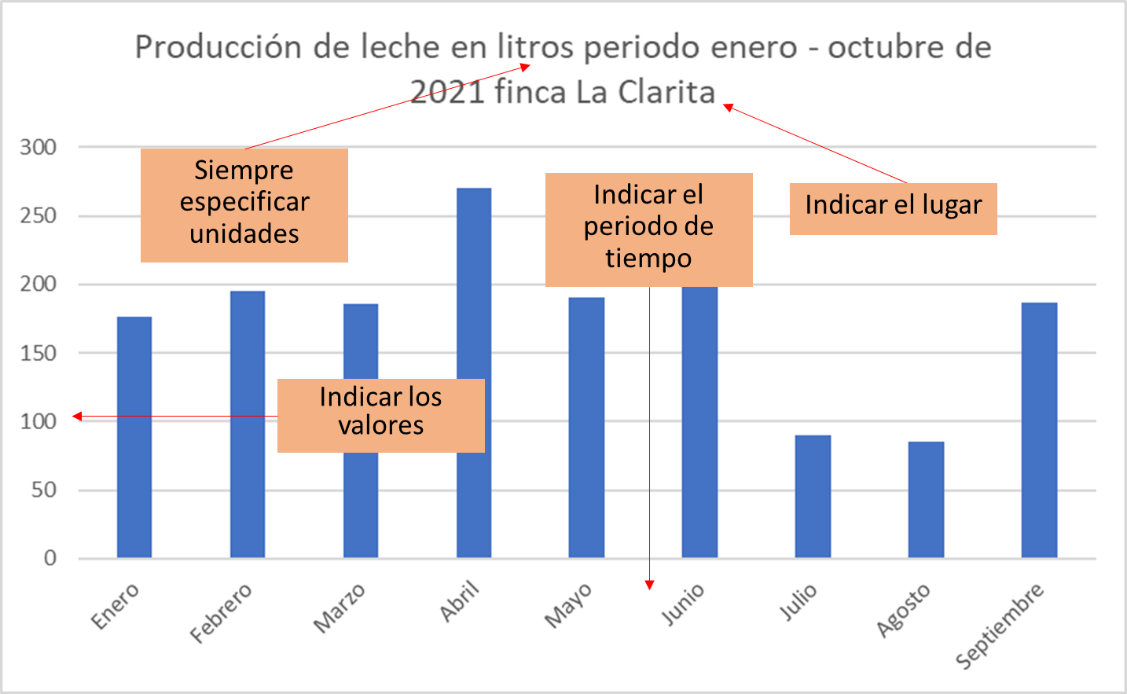 Producción de leche en litros periodo enero - octubre de
2021 finca La Clarita
300
250
200
150
100
50
0
Siempre
especificar
unidades
Indicar el
periodo de
tiempo
Indicar el lugar
Indicar los
valores
Enero
Febrero
Marzo
Abril
Mayo
Junio
Julio
Agosto
Septiembre